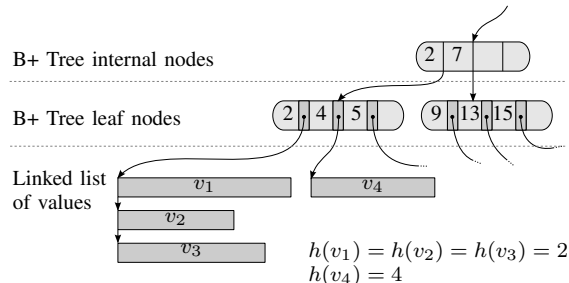 B+ Tree internal nodes
2 7
B+ Tree leaf nodes
2 4 5 9 13 15
Linked list
of values
v₁ v₄
v₂
v₃
h(v₁) = h(v₂) = h(v₃) = 2
h(v₄) = 4